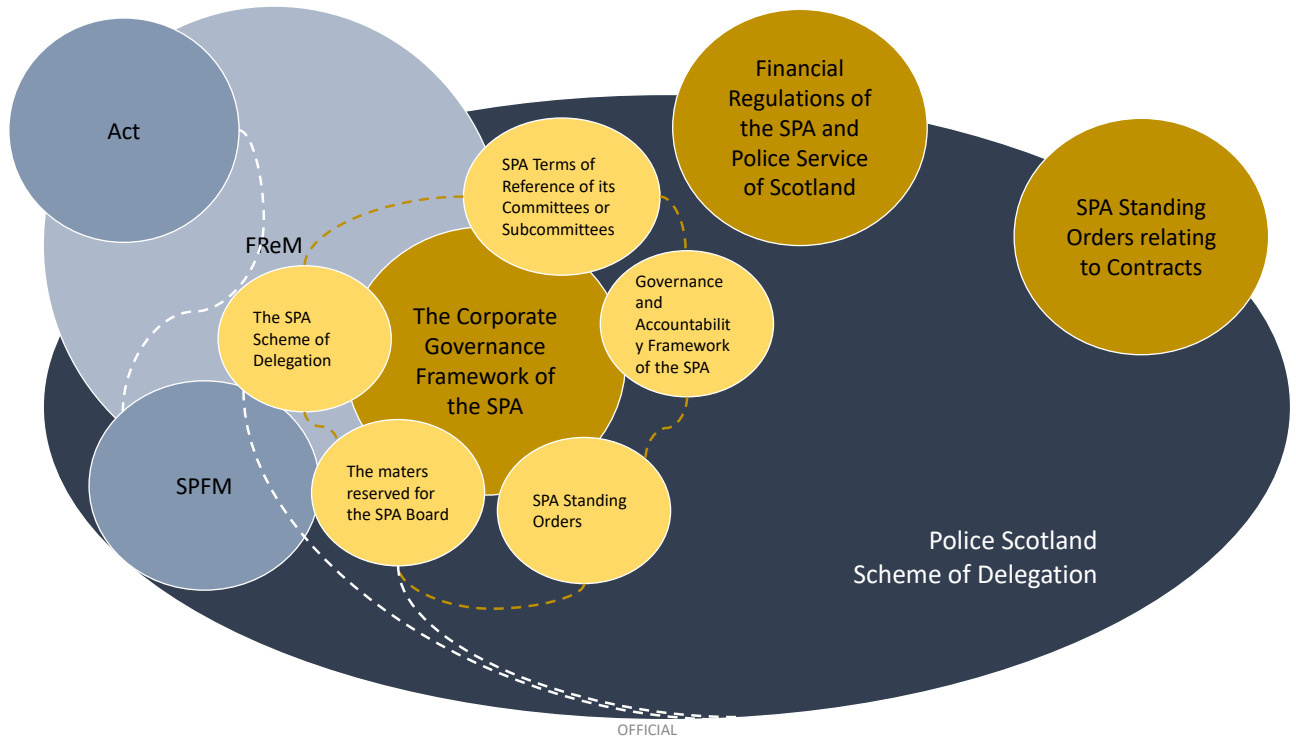 Act
FReM
SPFM
Financial
Regulations of
the SPA and
Police Service
of Scotland
SPA Standing
Orders relating
to Contracts
SPA Terms of
Reference of its
Committees or
Subcommittees
Governance
and
Accountabilit
y Framework
of the SPA
The SPA
Scheme of
Delegation
The Corporate
Governance
Framework of
the SPA
The maters
reserved for
the SPA Board
SPA Standing
Orders
Police Scotland
Scheme of Delegation
OFFICIAL